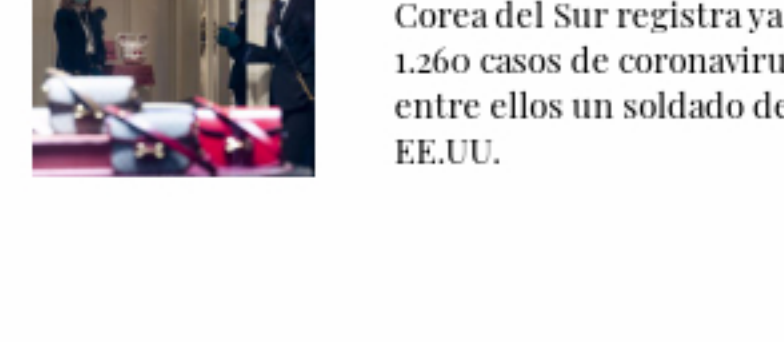 Corea del Sur registra ya
1.260 casos de coronaviru
entre ellos un soldado de
EE.UU.